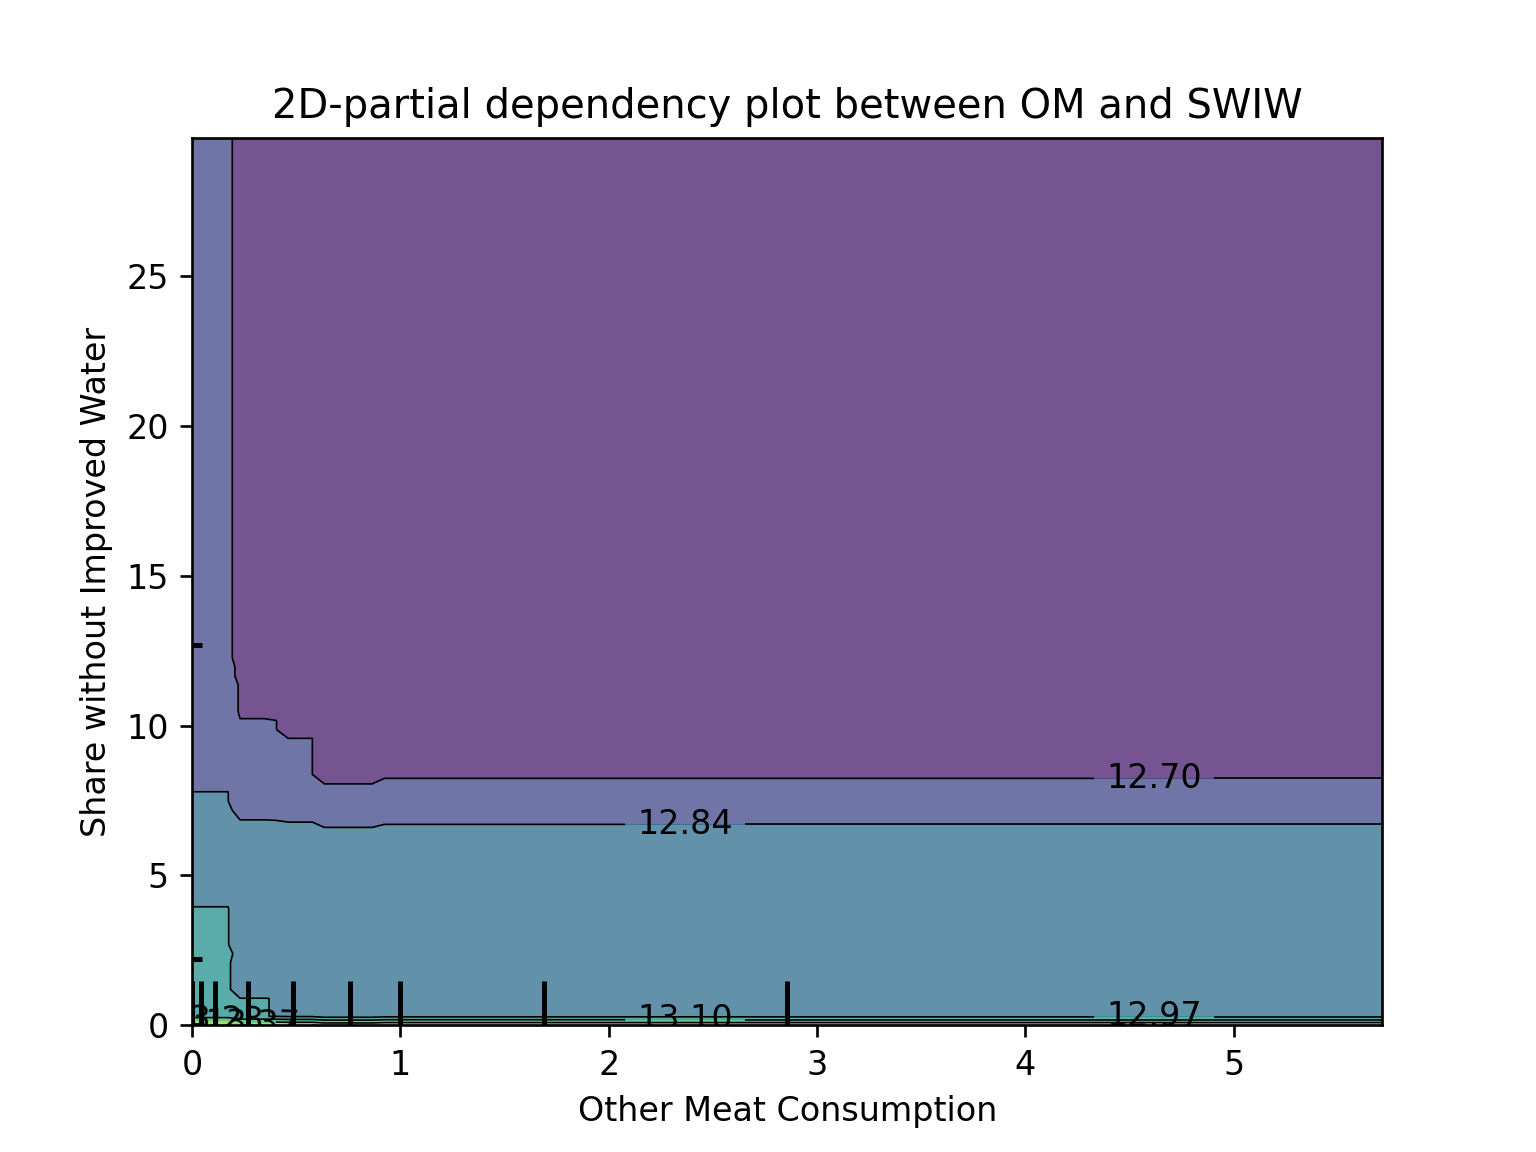 2D-partial dependency plot between OM and SWIW
Share without Improved Water
25
20
15
10
5
0
12.70
12.84
13.10
12.97
0 1 2 3 4 5
Other Meat Consumption